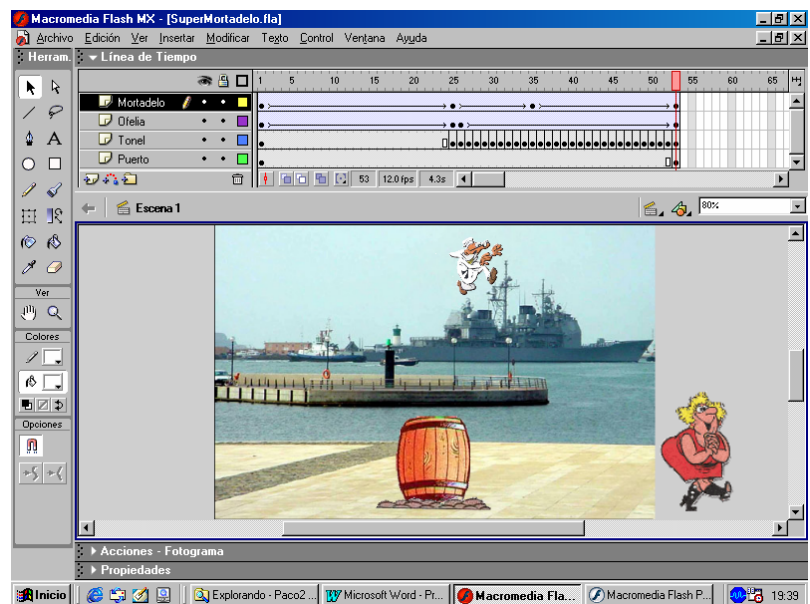 Macromedia Flash MX - [SuperMortadelo.fla]
Archivo Edición Ver Insertar Modificar Texto Control Ventana Ayuda
Herram. Línea de Tiempo
1 5 10 15 20 25 30 35 40 45 50 55 60 65
Mortadelo
Ofelia
Tonel
Puerto
53 12.0 fps 4.3s
Escena 1 80%
Ver
Colores
Opciones
Acciones - Fotograma
Propiedades
Inicio Explorando - Paco2 ... Microsoft Word - Pr... Macromedia Fla... Macromedia Flash P... 19:39